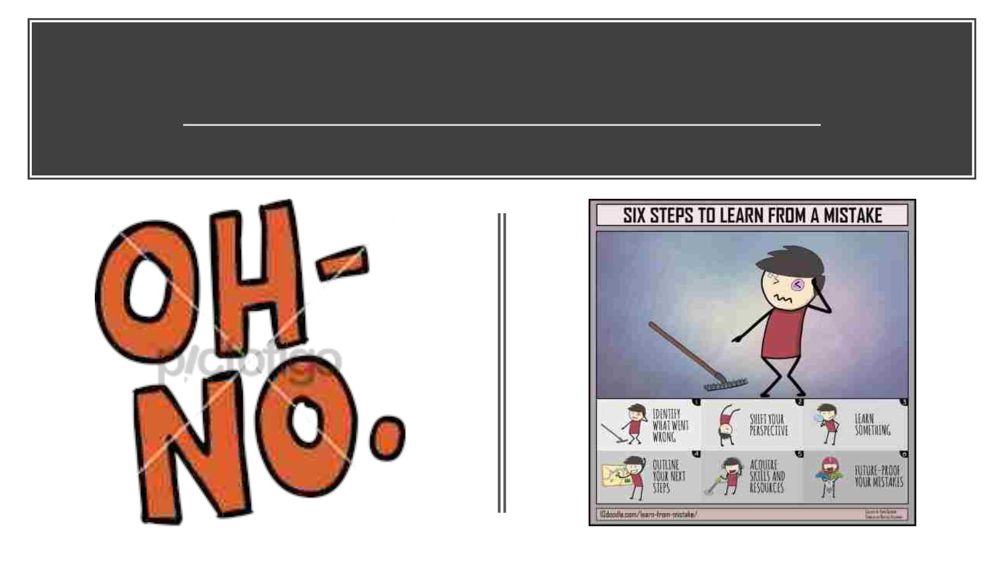 OH-
NO.
pictofigo
SIX STEPS TO LEARN FROM A MISTAKE
1
IDENTIFY
WHAT WENT
WRONG
2
SHIFT YOUR
PERSPECTIVE
3
LEARN
SOMETHING
4
OUTLINE
YOUR NEXT
STEPS
5
ACQUIRE
SKILLS AND
RESOURCES
6
FUTURE-PROOF
YOUR MISTAKES
IQdoodle.com/learn-from-mistake/